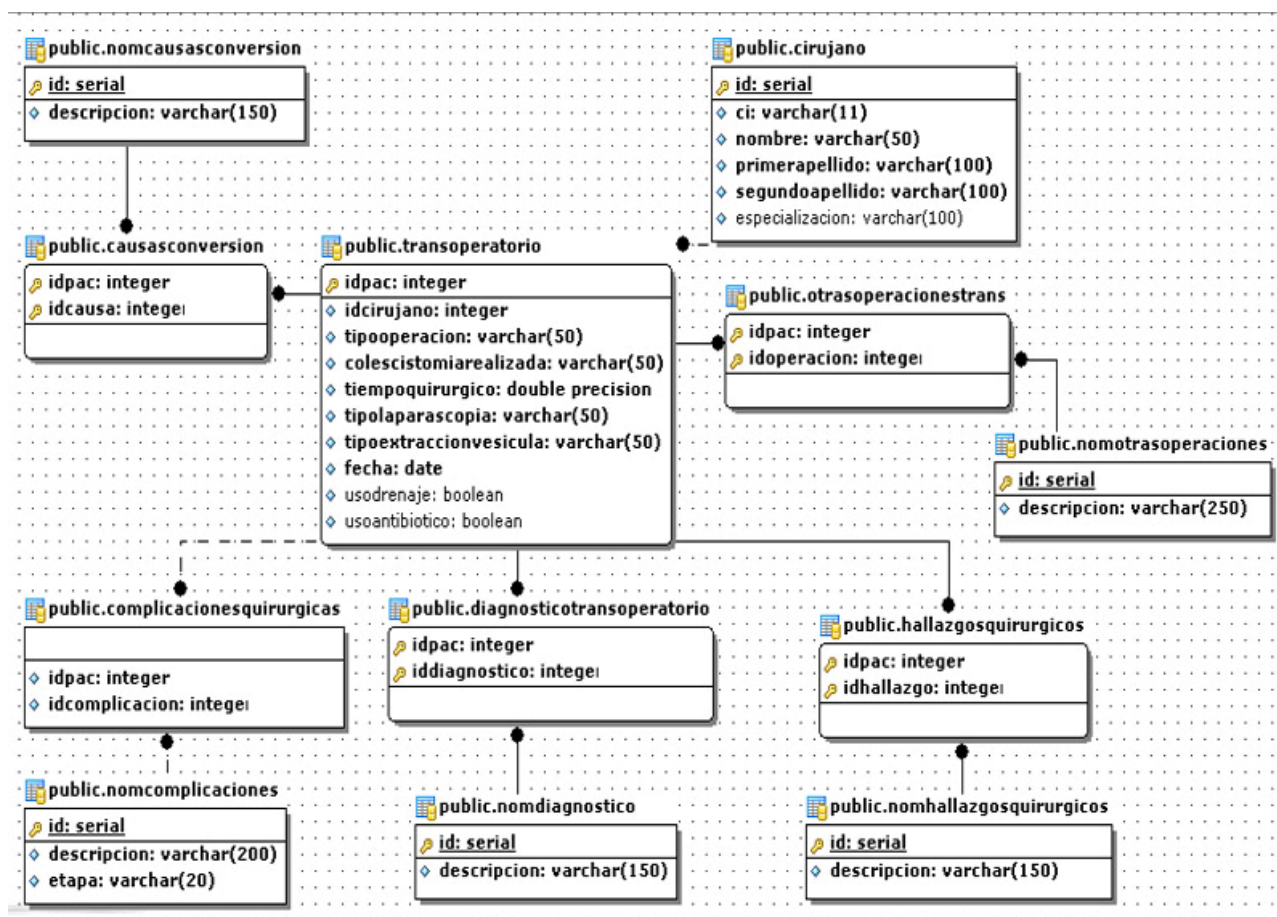 public.nomcausasconversion
id: serial
descripcion: varchar(150)
public.cirujano
id: serial
ci: varchar(11)
nombre: varchar(50)
primerapellido: varchar(100)
segundoapellido: varchar(100)
especializacion: varchar(100)
public.causasconversion
idpac: integer
idcausa: integer
public.transoperatorio
idpac: integer
idcirujano: integer
tipooperacion: varchar(50)
colescistomiarealizada: varchar(50)
tiempoquirurgico: double precision
tipolaparascopia: varchar(50)
tipoextraccionvesicula: varchar(50)
fecha: date
usodrenaje: boolean
usoantibiotico: boolean
public.otrasoperacionestrans
idpac: integer
idoperacion: integer
public.nomotrasoperaciones
id: serial
descripcion: varchar(250)
public.complicacionesquirurgicas
idpac: integer
idcomplicacion: integer
public.diagnosticotransoperatorio
idpac: integer
iddiagnostico: integer
public.hallazgosquirurgicos
idpac: integer
idhallazgo: integer
public.nomcomplicaciones
id: serial
descripcion: varchar(200)
etapa: varchar(20)
public.nomdiagnostico
id: serial
descripcion: varchar(150)
public.nomhallazgosquirurgicos
id: serial
descripcion: varchar(150)